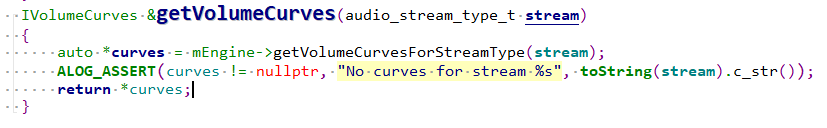 IVolumeCurves &getVolumeCurves(audio_stream_type_t stream)
{
    auto *curves = mEngine->getVolumeCurvesForStreamType(stream);
    ALOG_ASSERT(curves != nullptr, "No curves for stream %s", toString(stream).c_str());
    return *curves;
}